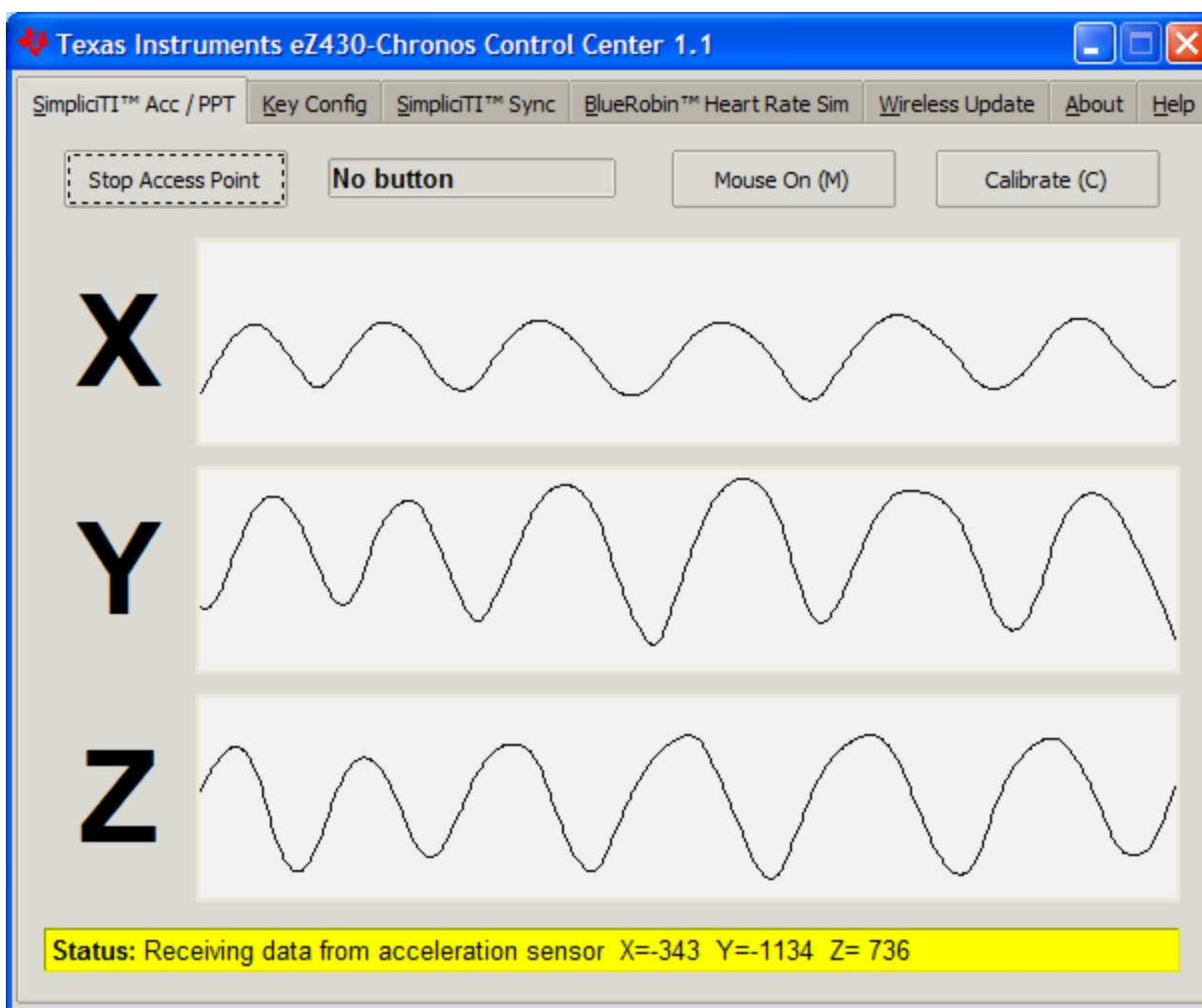 Texas Instruments eZ430-Chronos Control Center 1.1
SimpliciTI™ Acc / PPT Key Config SimpliciTI™ Sync BlueRobin™ Heart Rate Sim Wireless Update About Help
Stop Access Point No button Mouse On (M) Calibrate (C)
X
Y
Z
Status: Receiving data from acceleration sensor X=-343 Y=-1134 Z= 736